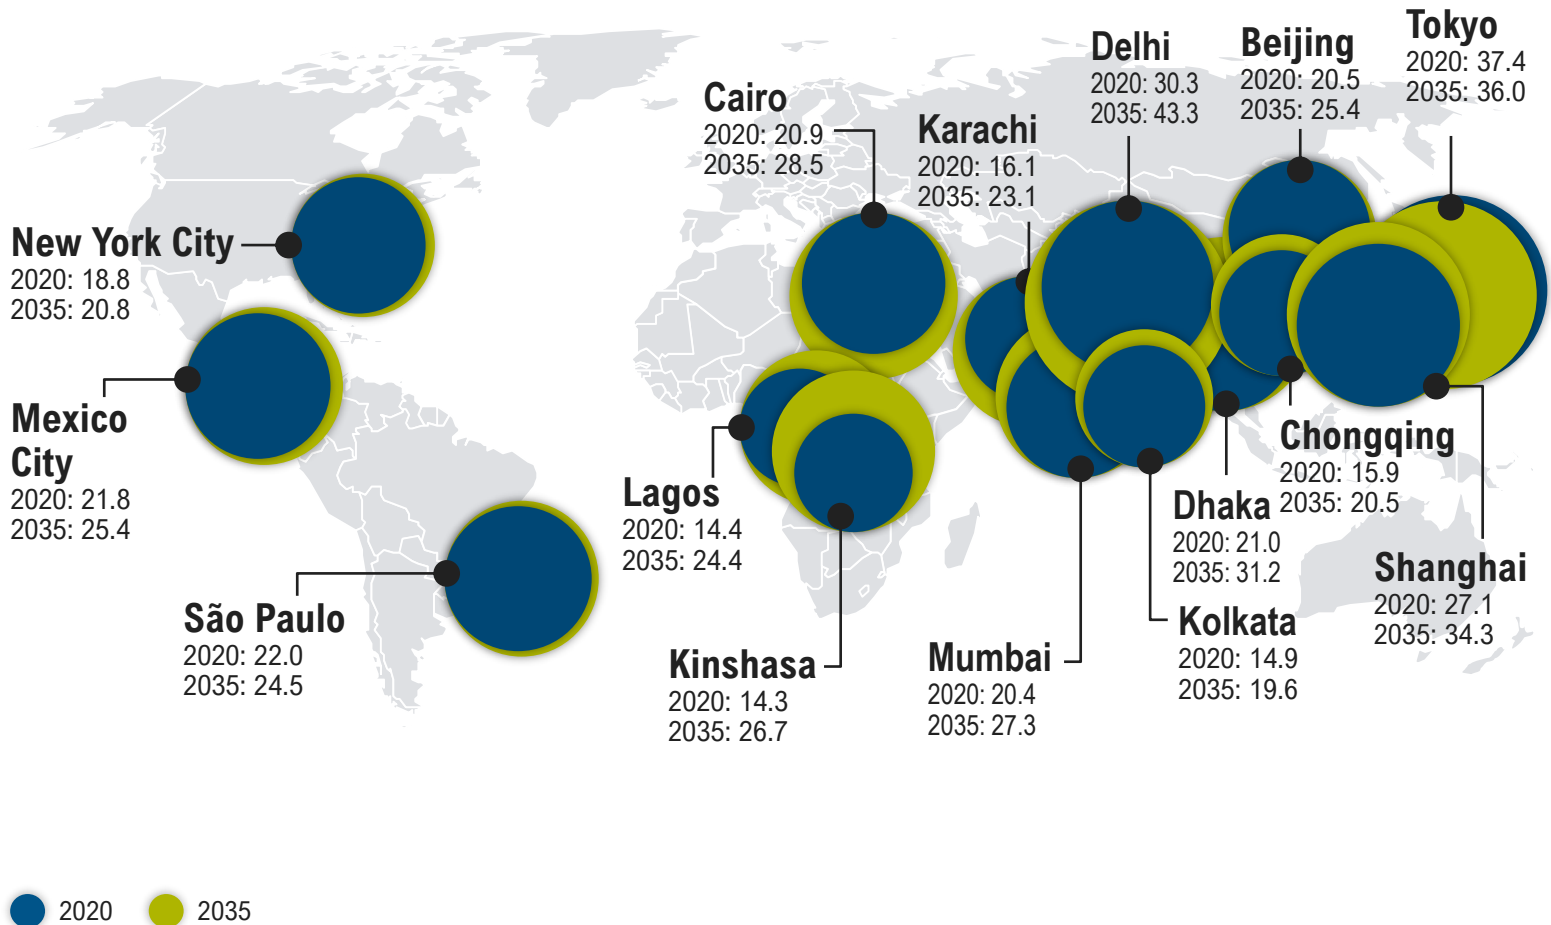 Tokyo
2020: 37.4
2035: 36.0
Beijing
2020: 20.5
2035: 25.4
Delhi
2020: 30.3
2035: 43.3
Cairo
2020: 20.9
2035: 28.5
Karachi
2020: 16.1
2035: 23.1
New York City
2020: 18.8
2035: 20.8
Mexico
City
2020: 21.8
2035: 25.4
São Paulo
2020: 22.0
2035: 24.5
Lagos
2020: 14.4
2035: 24.4
Kinshasa
2020: 14.3
2035: 26.7
Mumbai
2020: 20.4
2035: 27.3
Kolkata
2020: 14.9
2035: 19.6
Dhaka
2020: 21.0
2035: 31.2
Chongqing
2020: 15.9
2035: 20.5
Shanghai
2020: 27.1
2035: 34.3
2020
2035